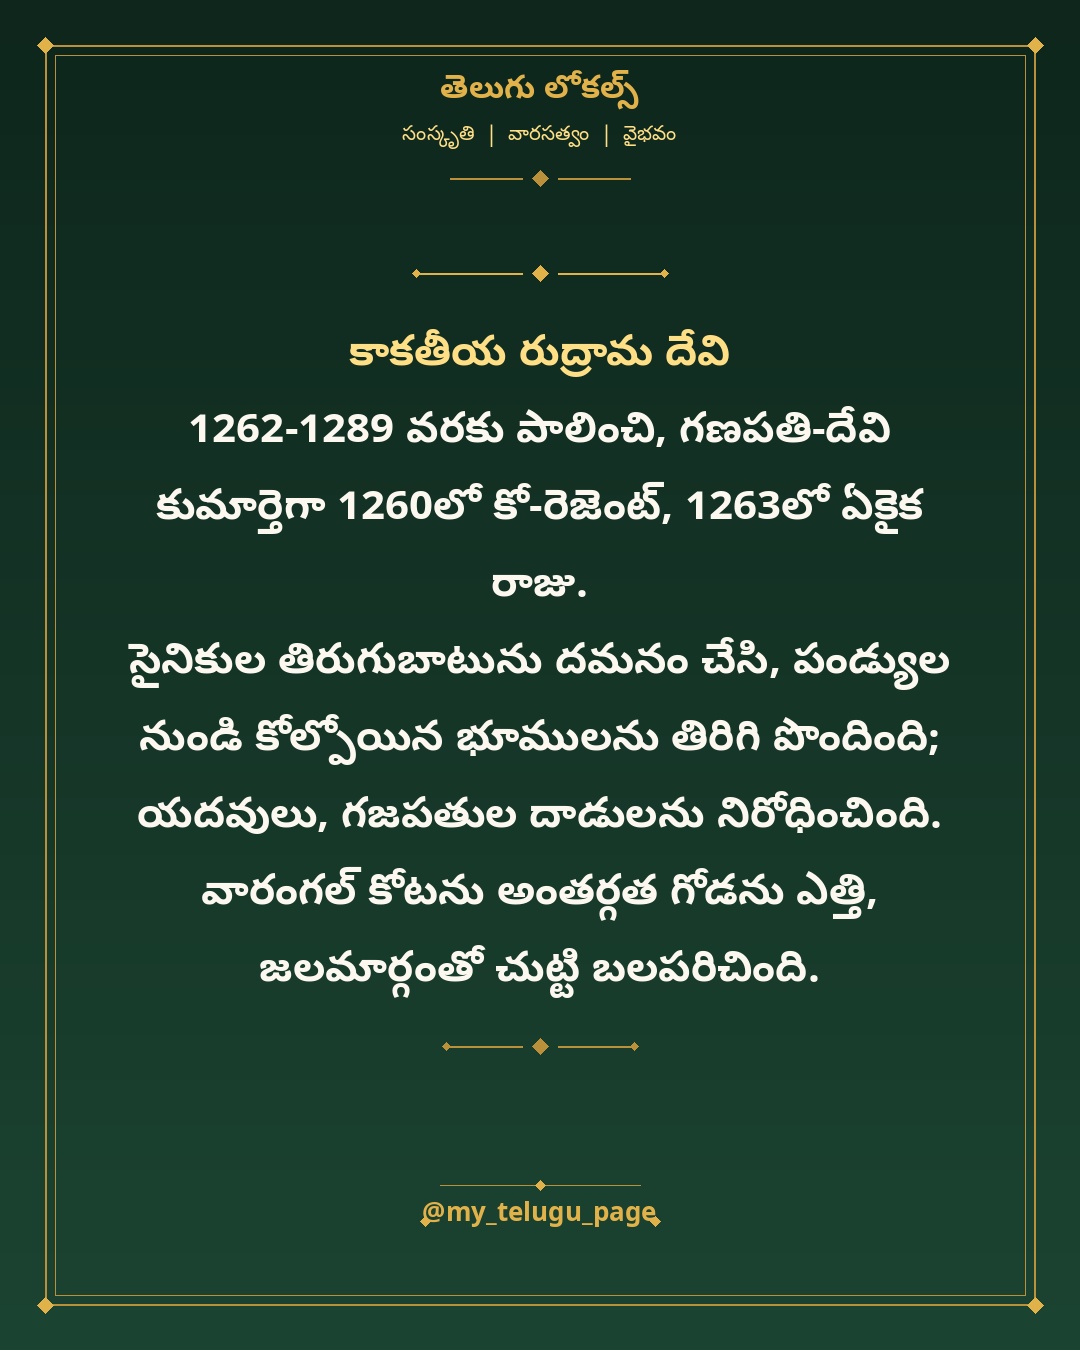 తెలుగు లోకల్స్
సంస్కృతి | వారసత్వం | వైభవం
కాకతీయ రుద్రామ దేవి
1262-1289 వరకు పాలించి, గణపతి-దేవి
కుమార్తెగా 1260లో కో-రెజెంట్, 1263లో ఏకైక
రాజు.
సైనికుల తిరుగుబాటును దమనం చేసి, పండ్యుల
నుండి కోల్పోయిన భూములను తిరిగి పొందింది;
యదవులు, గజపతుల దాడులను నిరోధించింది.
వారంగల్ కోటను అంతర్గత గోడను ఎత్తి,
జలమార్గంతో చుట్టి బలపరిచింది.
@my_telugu_page